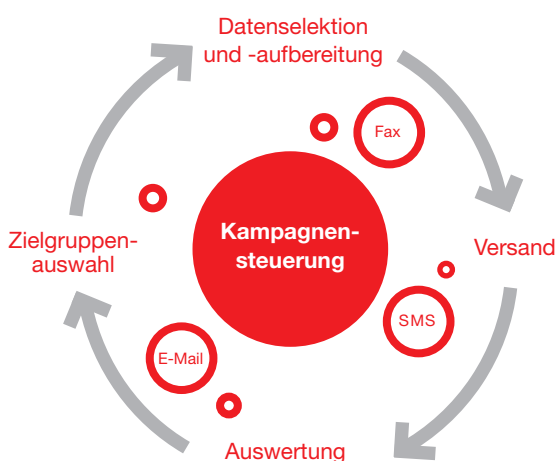 Datenselektion
und -aufbereitung
Fax
Zielgruppen-
auswahl
Kampagnen-
steuerung
Versand
SMS
E-Mail
Auswertung